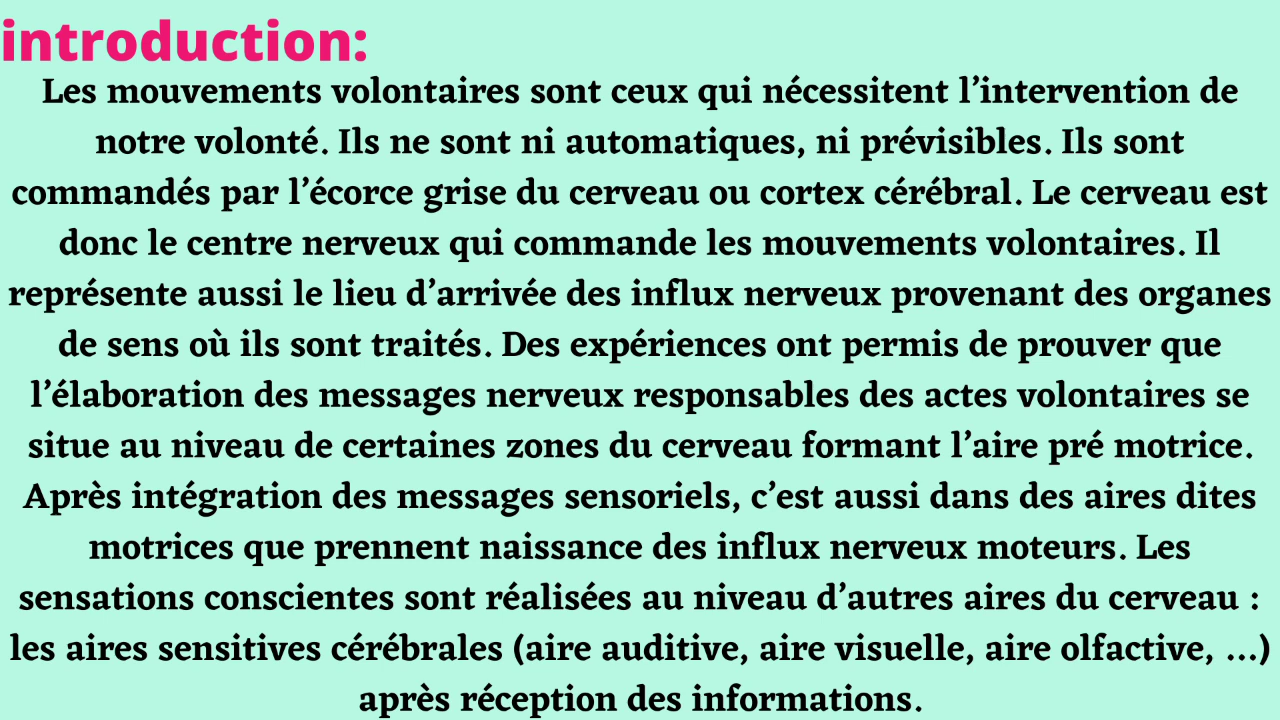 introduction:
Les mouvements volontaires sont ceux qui nécessitent l’intervention de
notre volonté. Ils ne sont ni automatiques, ni prévisibles. Ils sont
commandés par l’écorce grise du cerveau ou cortex cérébral. Le cerveau est
donc le centre nerveux qui commande les mouvements volontaires. Il
représente aussi le lieu d’arrivée des influx nerveux provenant des organes
de sens où ils sont traités. Des expériences ont permis de prouver que
l’élaboration des messages nerveux responsables des actes volontaires se
situe au niveau de certaines zones du cerveau formant l’aire pré motrice.
Après intégration des messages sensoriels, c’est aussi dans des aires dites
motrices que prennent naissance des influx nerveux moteurs. Les
sensations conscientes sont réalisées au niveau d’autres aires du cerveau :
les aires sensitives cérébrales (aire auditive, aire visuelle, aire olfactive, ...)
après réception des informations.